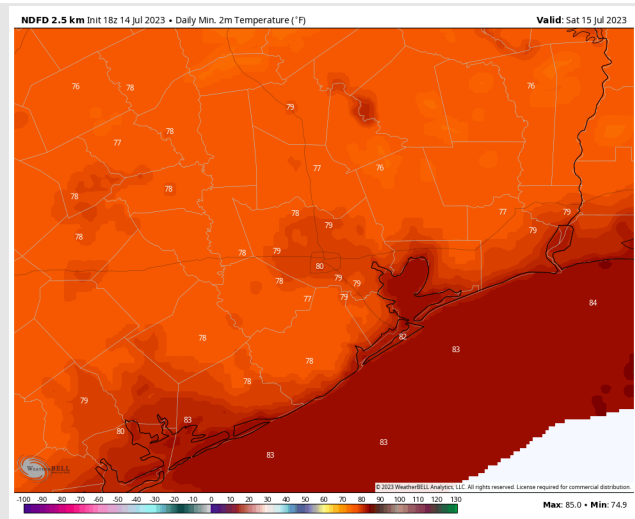 NDFD 2.5 km Init 18z 14 Jul 2023 • Daily Min. 2m Temperature (°F) Valid: Sat 15 Jul 2023
76 78 76
79
78
77
77 76
78
78
78 77 79
79 79
78
78 79
80
78 79 79
77 79
84
78 82
83
78
78
79
83
80
83
83
WeatherBELL
© 2023 WeatherBELL Analytics, LLC. All rights reserved. License required for commercial distribution.
-100 -90 -80 -70 -60 -50 -40 -30 -20 -10 0 10 20 30 40 50 60 70 80 90 100 110 120 130
Max: 85.0 • Min: 74.9